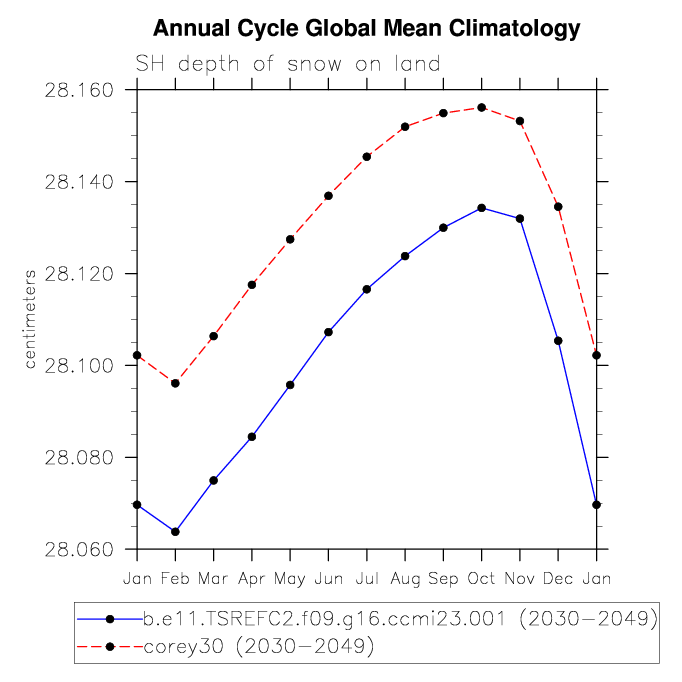 Annual Cycle Global Mean Climatology
SH depth of snow on land
28.160
28.140
28.120
28.100
28.080
28.060
centimeters
Jan Feb Mar Apr May Jun Jul Aug Sep Oct Nov Dec Jan
b.e11.TSREFC2.f09.g16.ccmi23.001 (2030-2049)
corey30 (2030-2049)